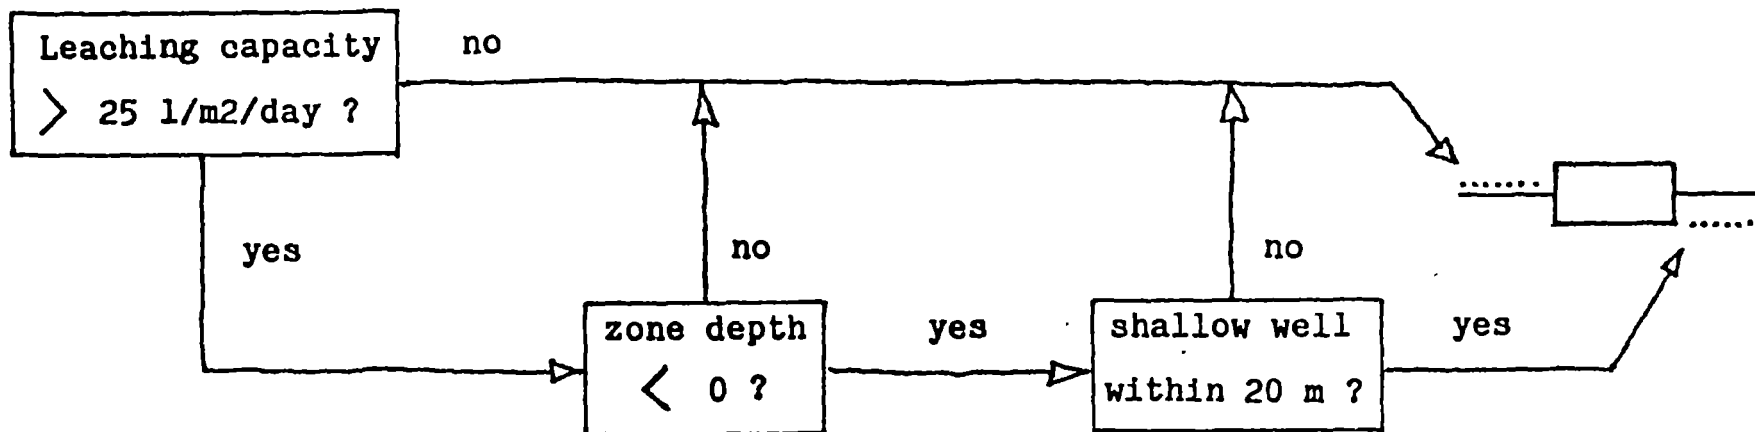 Leaching capacity
> 25 l/m2/day ?
no
yes
no
no
zone depth
< 0 ?
yes
shallow well
within 20 m ?
yes